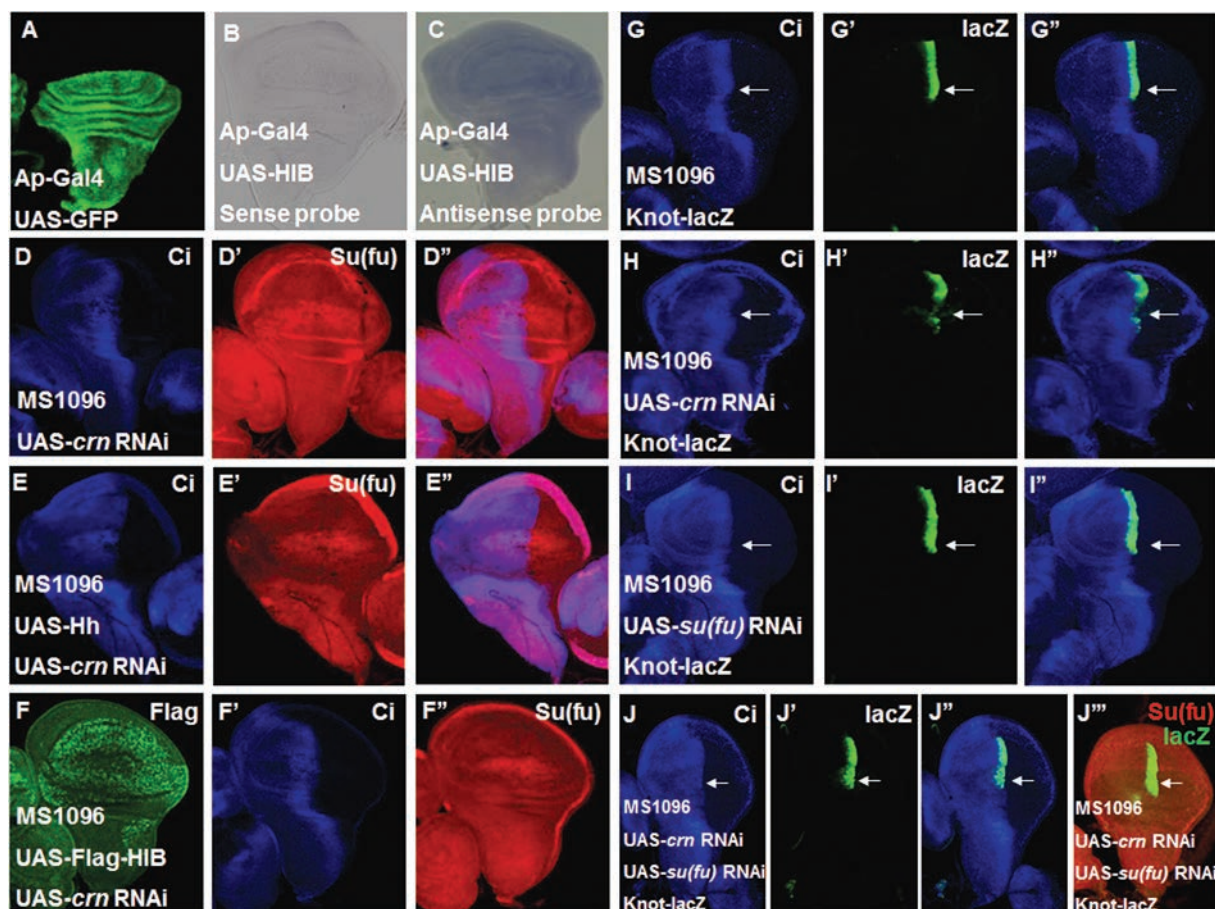 A
Ap-Gal4
UAS-GFP
B
Ap-Gal4
UAS-HIB
Sense probe
C
Ap-Gal4
UAS-HIB
Antisense probe
G Ci
MS1096
Knot-lacZ
G' lacZ
G"
D Ci
MS1096
UAS-crn RNAi
D' Su(fu)
D"
H Ci
MS1096
UAS-crn RNAi
Knot-lacZ
H' lacZ
H"
E Ci
MS1096
UAS-Hh
UAS-crn RNAi
E' Su(fu)
E"
I Ci
MS1096
UAS-su(fu) RNAi
Knot-lacZ
I' lacZ
I"
F Flag
MS1096
UAS-Flag-HIB
UAS-crn RNAi
F' Ci
F" Su(fu)
J Ci
MS1096
UAS-crn RNAi
UAS-su(fu) RNAi
Knot-lacZ
J' lacZ
J"
J"' Su(fu)
lacZ
MS1096
UAS-crn RNAi
UAS-su(fu) RNAi
Knot-lacZ